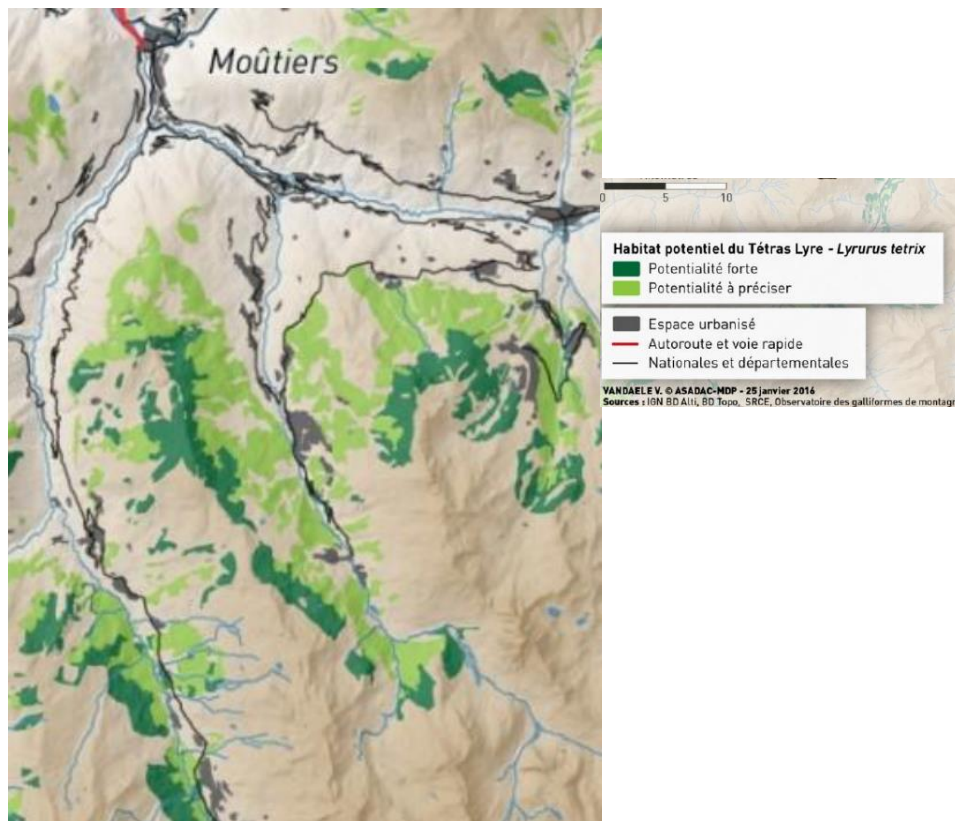 Moûtiers
0 5 10
Habitat potentiel du Tétras Lyre - Lyrurus tetrix
Potentialité forte
Potentialité à préciser
Espace urbanisé
Autoroute et voie rapide
Nationales et départementales
VANDAELE V. © ASADAC-MDP - 25 janvier 2016
Sources : IGN BD Alti, BD Topo, SRCE, Observatoire des galliformes de montagn